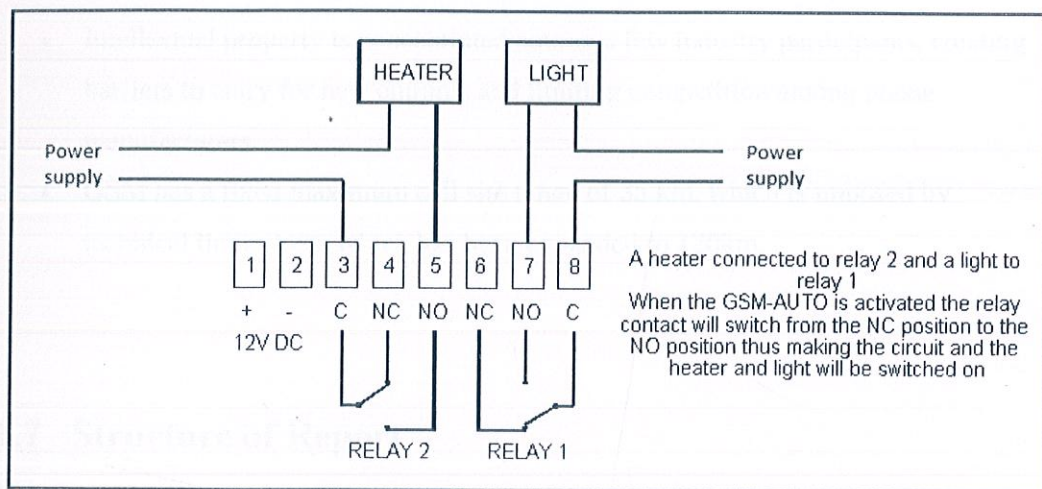 HEATER LIGHT
Power supply
Power supply
1 2 3 4 5 6 7 8
+ - C NC NO NC NO C
12V DC
RELAY 2 RELAY 1
A heater connected to relay 2 and a light to
relay 1
When the GSM-AUTO is activated the relay
contact will switch from the NC position to the
NO position thus making the circuit and the
heater and light will be switched on
7 Structure of Report